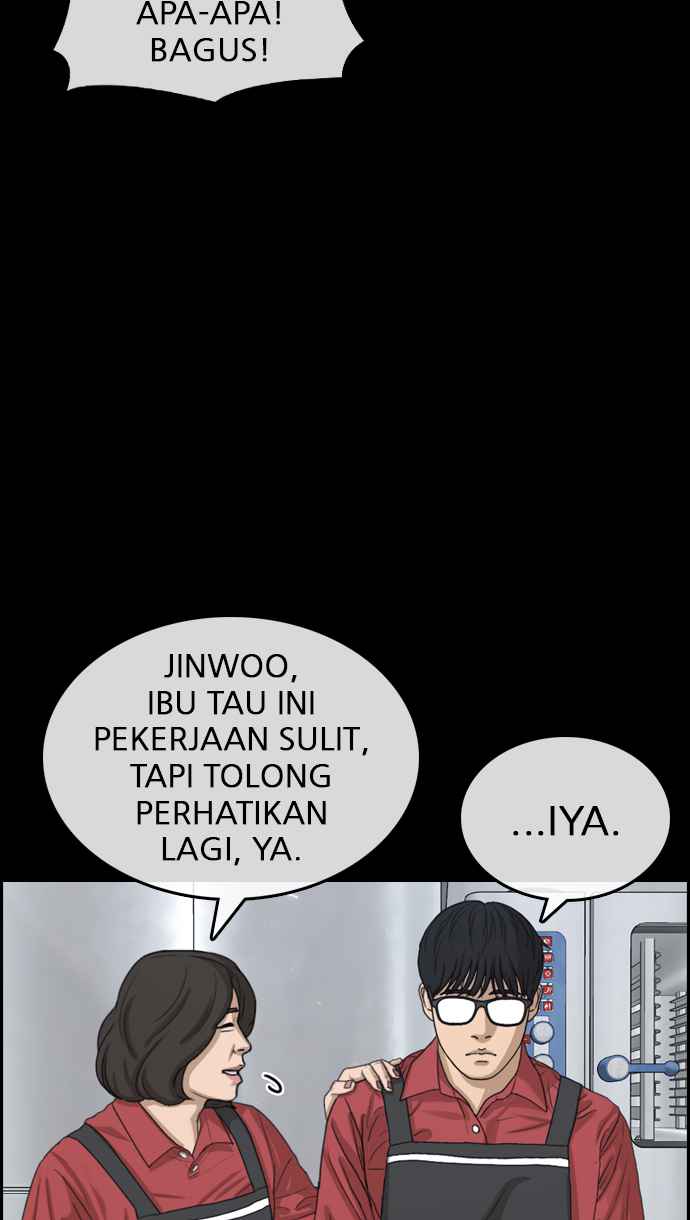 APA-APA!
BAGUS!
JINWOO,
IBU TAU INI
PEKERJAAN SULIT,
TAPI TOLONG
PERHATIKAN
LAGI, YA.
...IYA.